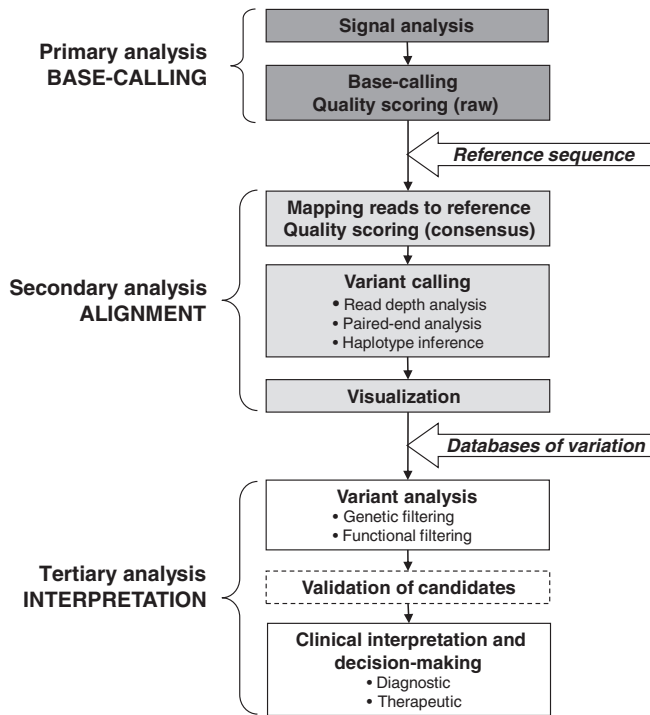 Primary analysis
BASE-CALLING
Signal analysis
Base-calling
Quality scoring (raw)
Reference sequence
Secondary analysis
ALIGNMENT
Mapping reads to reference
Quality scoring (consensus)
Variant calling
• Read depth analysis
• Paired-end analysis
• Haplotype inference
Visualization
Databases of variation
Tertiary analysis
INTERPRETATION
Variant analysis
• Genetic filtering
• Functional filtering
Validation of candidates
Clinical interpretation and
decision-making
• Diagnostic
• Therapeutic